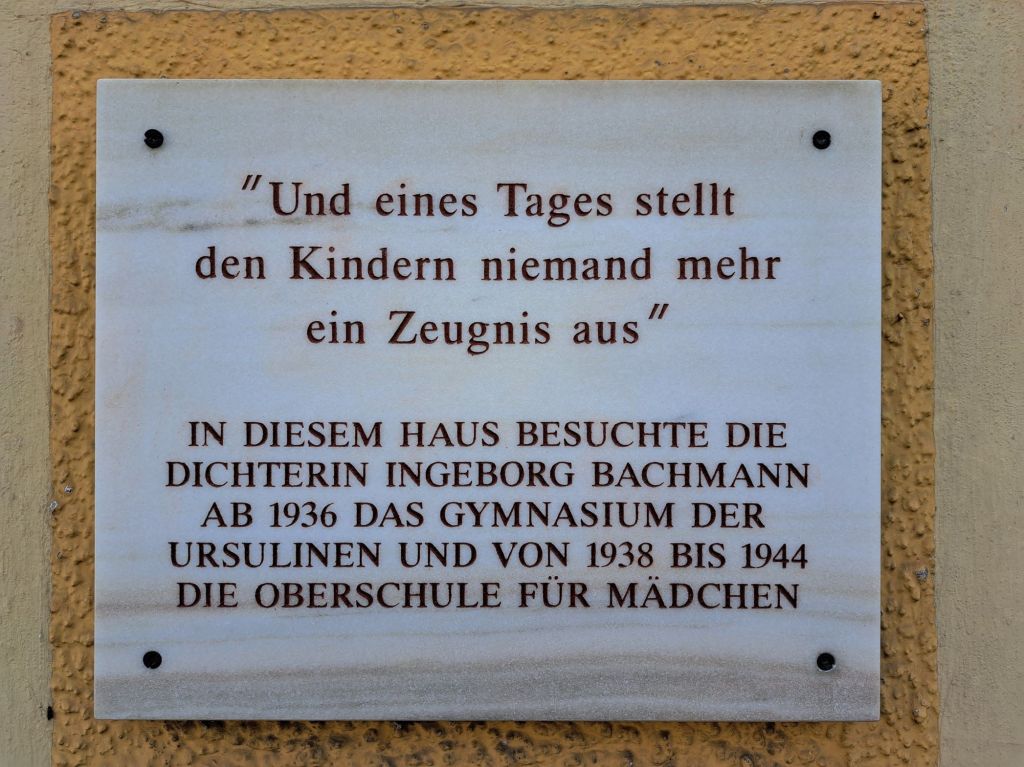 "Und eines Tages stellt
den Kindern niemand mehr
ein Zeugnis aus"
IN DIESEM HAUS BESUCHTE DIE
DICHTERIN INGEBORG BACHMANN
AB 1936 DAS GYMNASIUM DER
URSULINEN UND VON 1938 BIS 1944
DIE OBERSCHULE FÜR MÄDCHEN